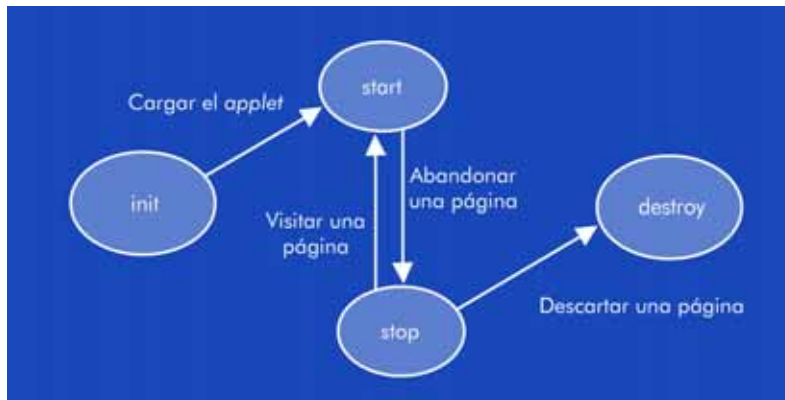 start
Cargar el applet
init
Abandonar
una página
Visitar una
página
destroy
Descartar una página
stop